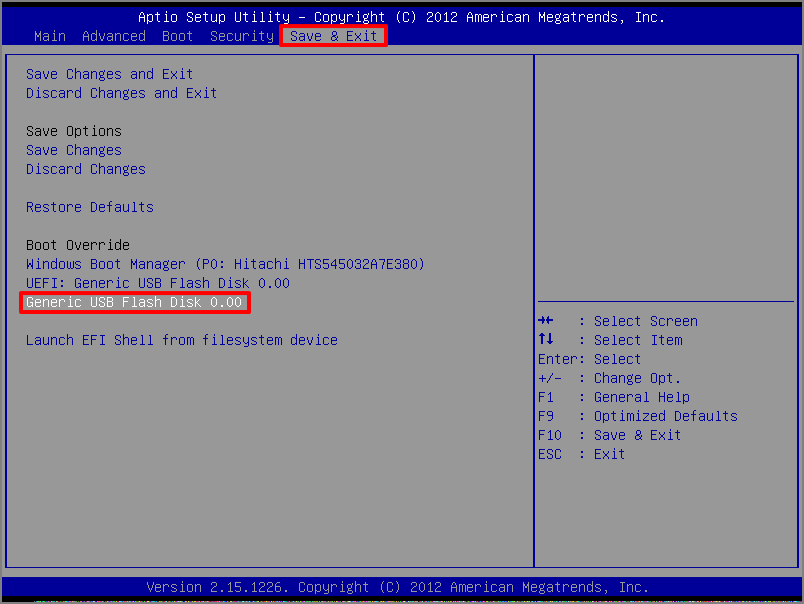 Aptio Setup Utility – Copyright (C) 2012 American Megatrends, Inc.
Main Advanced Boot Security Save & Exit
Save Changes and Exit
Discard Changes and Exit
Save Options
Save Changes
Discard Changes
Restore Defaults
Boot Override
Windows Boot Manager (P0: Hitachi HTS545032A7E380)
UEFI: Generic USB Flash Disk 0.00
Generic USB Flash Disk 0.00
Launch EFI Shell from filesystem device
→← : Select Screen
↑↓ : Select Item
Enter: Select
+/– : Change Opt.
F1 : General Help
F9 : Optimized Defaults
F10 : Save & Exit
ESC : Exit
Version 2.15.1226. Copyright (C) 2012 American Megatrends, Inc.